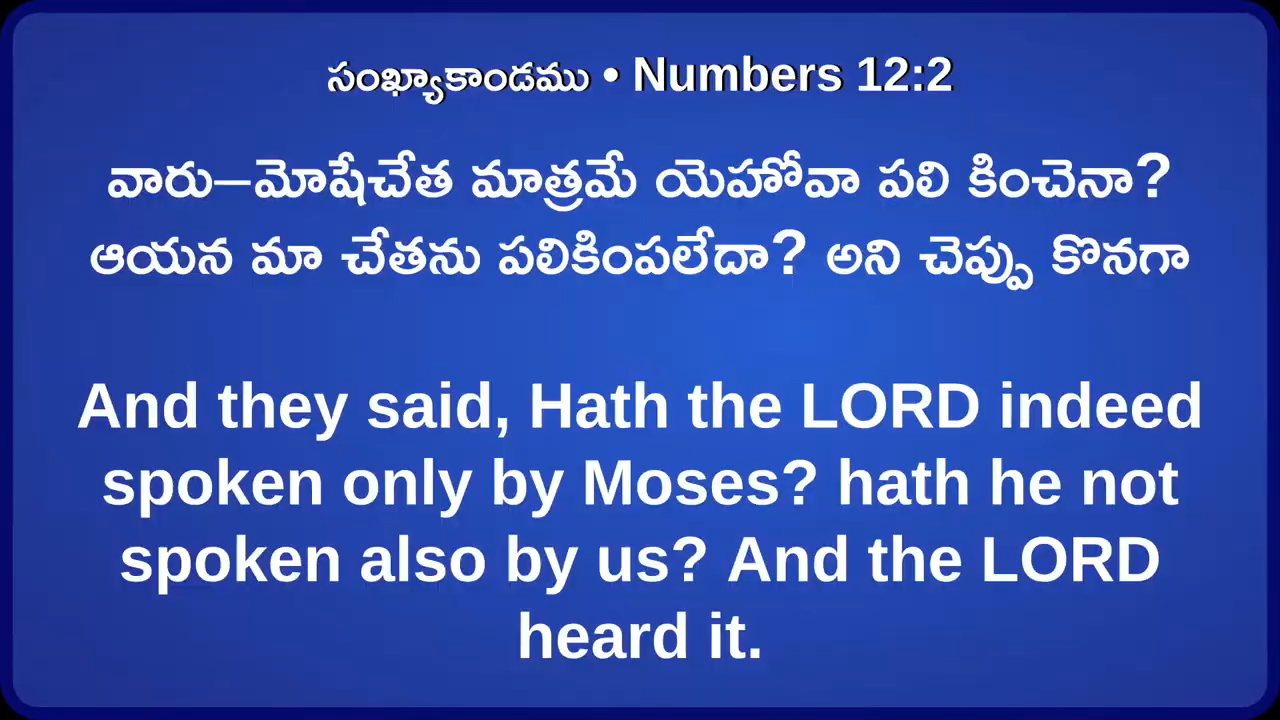 సంఖ్యాకాండము • Numbers 12:2
వారు—మోషేచేత మాత్రమే యెహోవా పలి కించెనా?
ఆయన మా చేతను పలికింపలేదా? అని చెప్పు కొనగా
And they said, Hath the LORD indeed
spoken only by Moses? hath he not
spoken also by us? And the LORD
heard it.